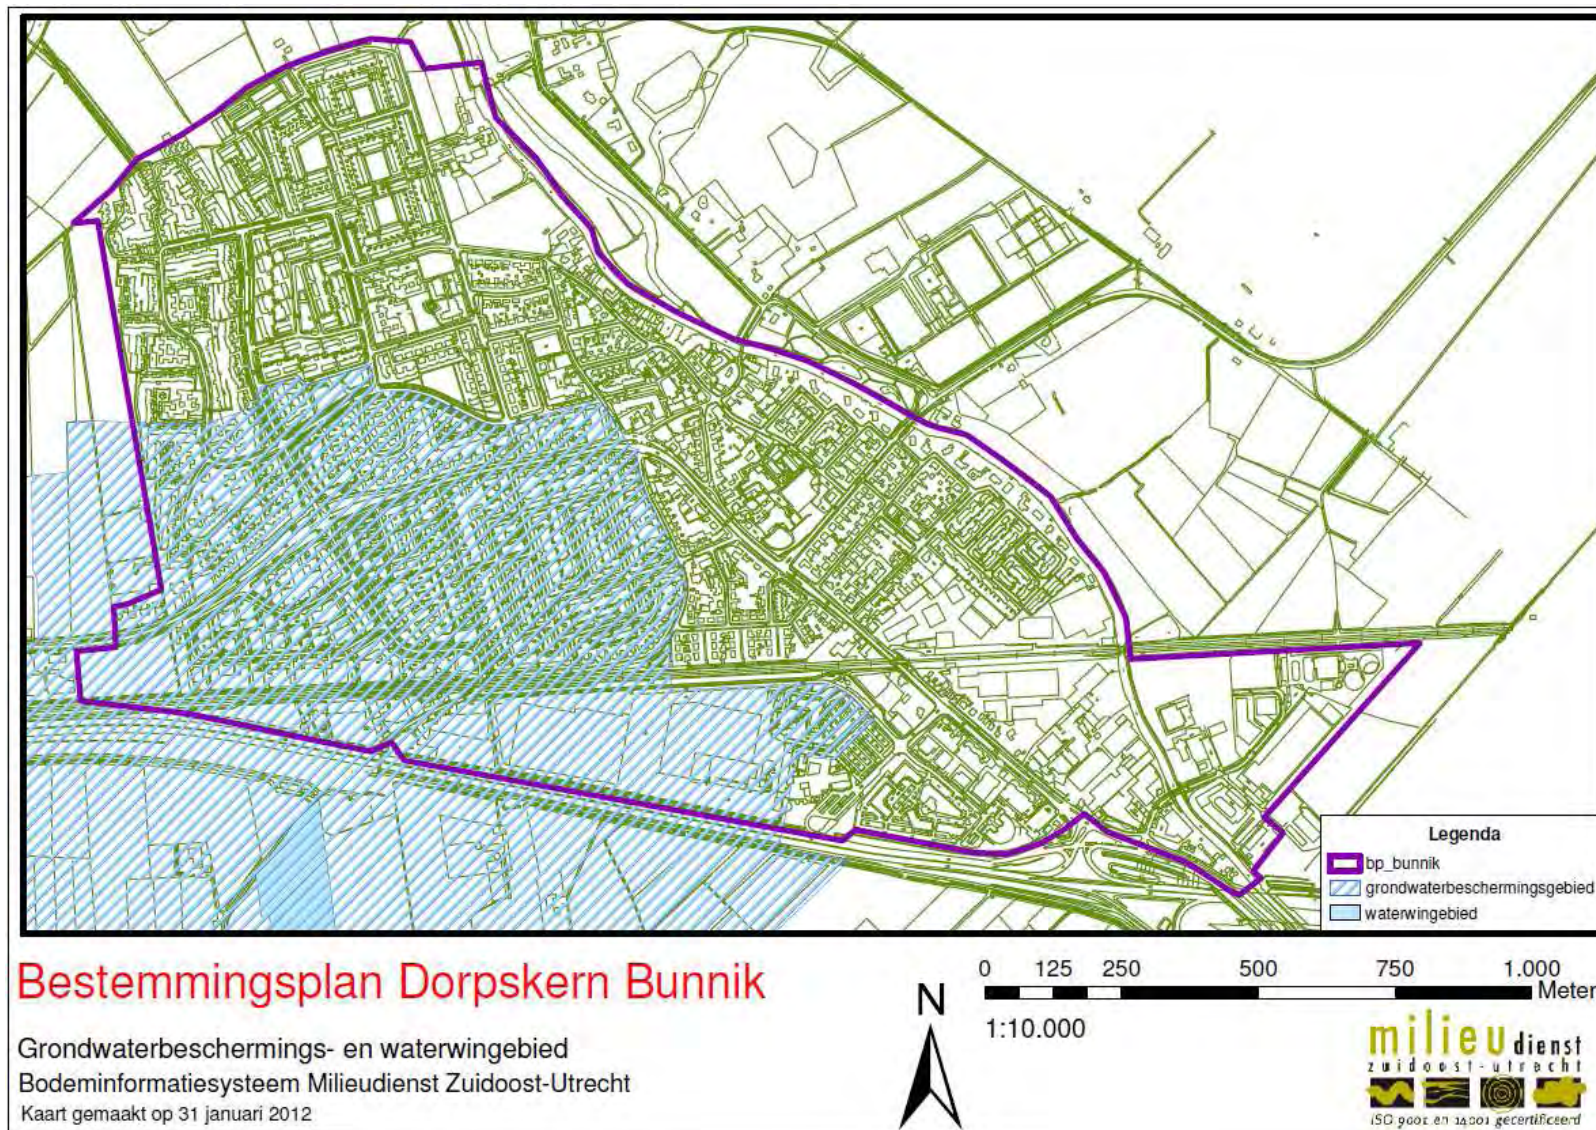 Legenda
bp_bunnik
grondwaterbeschermingsgebied
waterwingebied
Bestemmingsplan Dorpskern Bunnik
Grondwaterbeschermings- en waterwingebied
Bodeminformatiesysteem Milieudienst Zuidoost-Utrecht
Kaart gemaakt op 31 januari 2012
N
0 125 250 500 750 1.000
Meter
1:10.000
milieudienst
zuidoost-utrecht
ISO 9001 en 14001 gecertificeerd